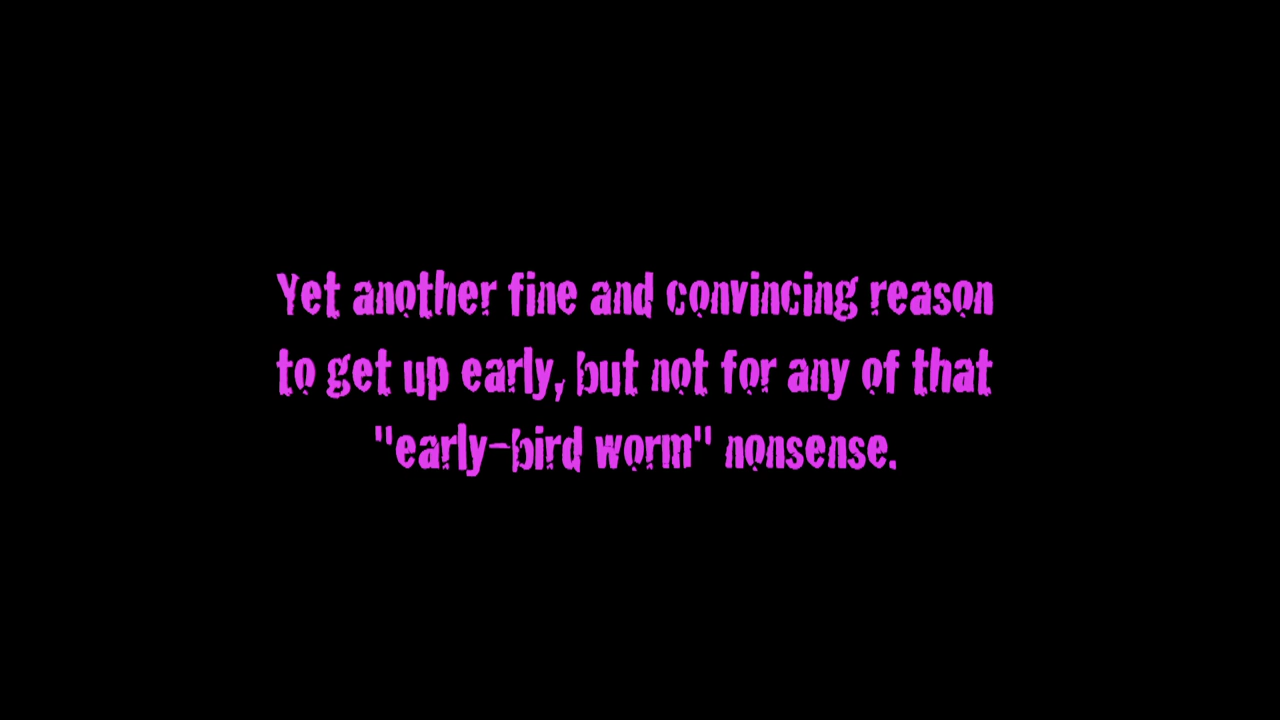 Yet another fine and convincing reason
to get up early, but not for any of that
"early-bird worm" nonsense.